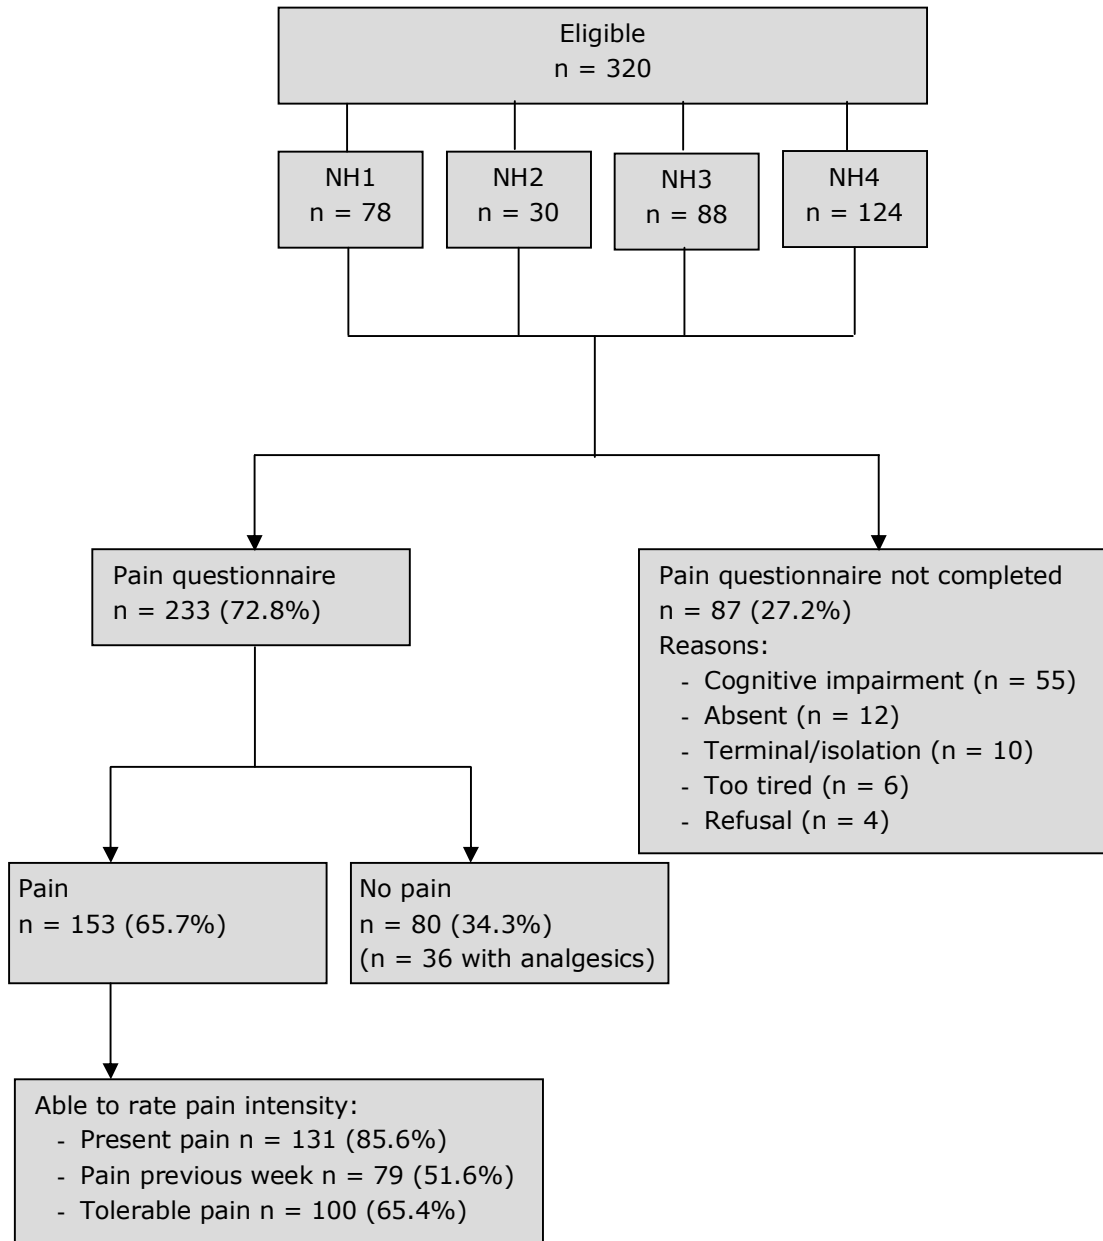 Eligible
n = 320
NH1
n = 78
NH2
n = 30
NH3
n = 88
NH4
n = 124
Pain questionnaire
n = 233 (72.8%)
Pain questionnaire not completed
n = 87 (27.2%)
Reasons:
- Cognitive impairment (n = 55)
- Absent (n = 12)
- Terminal/isolation (n = 10)
- Too tired (n = 6)
- Refusal (n = 4)
Pain
n = 153 (65.7%)
No pain
n = 80 (34.3%)
(n = 36 with analgesics)
Able to rate pain intensity:
- Present pain n = 131 (85.6%)
- Pain previous week n = 79 (51.6%)
- Tolerable pain n = 100 (65.4%)